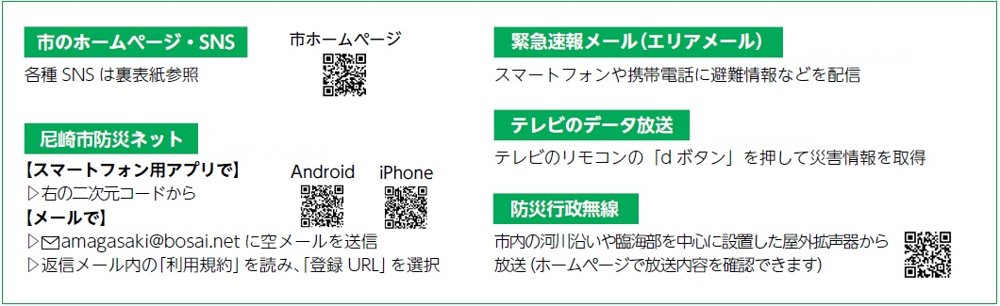 市のホームページ・SNS
市ホームページ
各種 SNS は裏表紙参照
尼崎市防災ネット
【スマートフォン用アプリで】
Android
iPhone
▷右の二次元コードから
【メールで】
▷✉amagasaki@bosai.net に空メールを送信
▷返信メール内の「利用規約」を読み、「登録 URL」を選択
緊急速報メール（エリアメール）
スマートフォンや携帯電話に避難情報などを配信
テレビのデータ放送
テレビのリモコンの「d ボタン」を押して災害情報を取得
防災行政無線
市内の河川沿いや臨海部を中心に設置した屋外拡声器から
放送（ホームページで放送内容を確認できます）